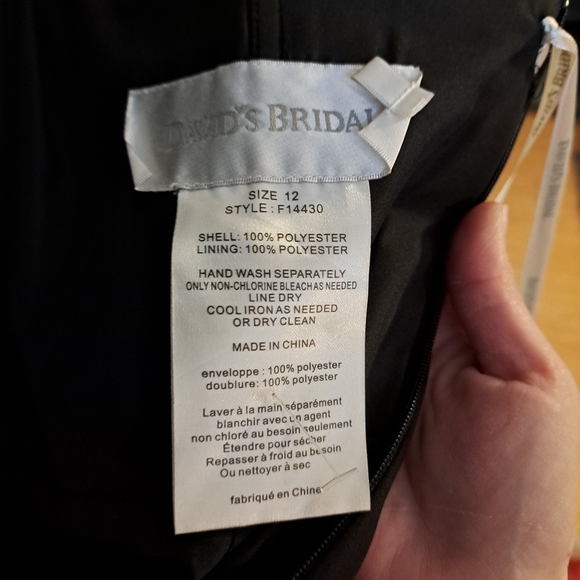 DAVID'S BRIDAL
SIZE 12
STYLE : F14430
SHELL: 100% POLYESTER
LINING: 100% POLYESTER
HAND WASH SEPARATELY
ONLY NON-CHLORINE BLEACH AS NEEDED
LINE DRY
COOL IRON AS NEEDED
OR DRY CLEAN
MADE IN CHINA
enveloppe : 100% polyester
doublure: 100% polyester
Laver à la main séparément
blanchir avec un agent
non chloré au besoin seulement
Étendre pour sécher
Repasser à froid au besoin
Ou nettoyer à sec
fabriqué en Chine